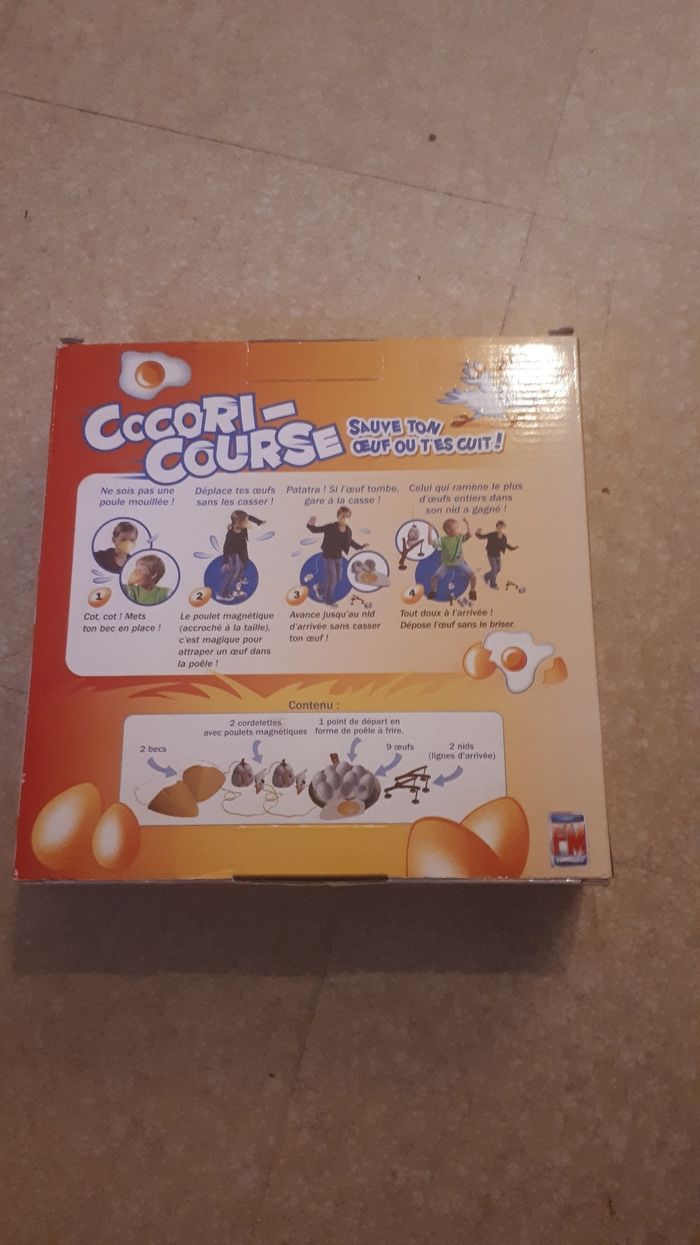 COCORI-
COURSE
SAUVE TON
ŒUF OU T'ES CUIT !
Ne sois pas une
poule mouillée !
Déplace tes œufs
sans les casser !
Patatra ! Si l'œuf tombe,
gare à la casse !
Celui qui ramène le plus
d'œufs entiers dans
son nid a gagné !
1
Cot, cot ! Mets
ton bec en place !
2
Le poulet magnétique
(accroché à la taille),
c'est magique pour
attraper un œuf dans
la poêle !
3
Avance jusqu'au nid
d'arrivée sans casser
ton œuf !
4
Tout doux à l'arrivée !
Dépose l'œuf sans le briser.
Contenu :
2 becs
2 cordelettes
avec poulets magnétiques
1 point de départ en
forme de poêle à frire.
9 œufs
2 nids
(lignes d'arrivée)
FM